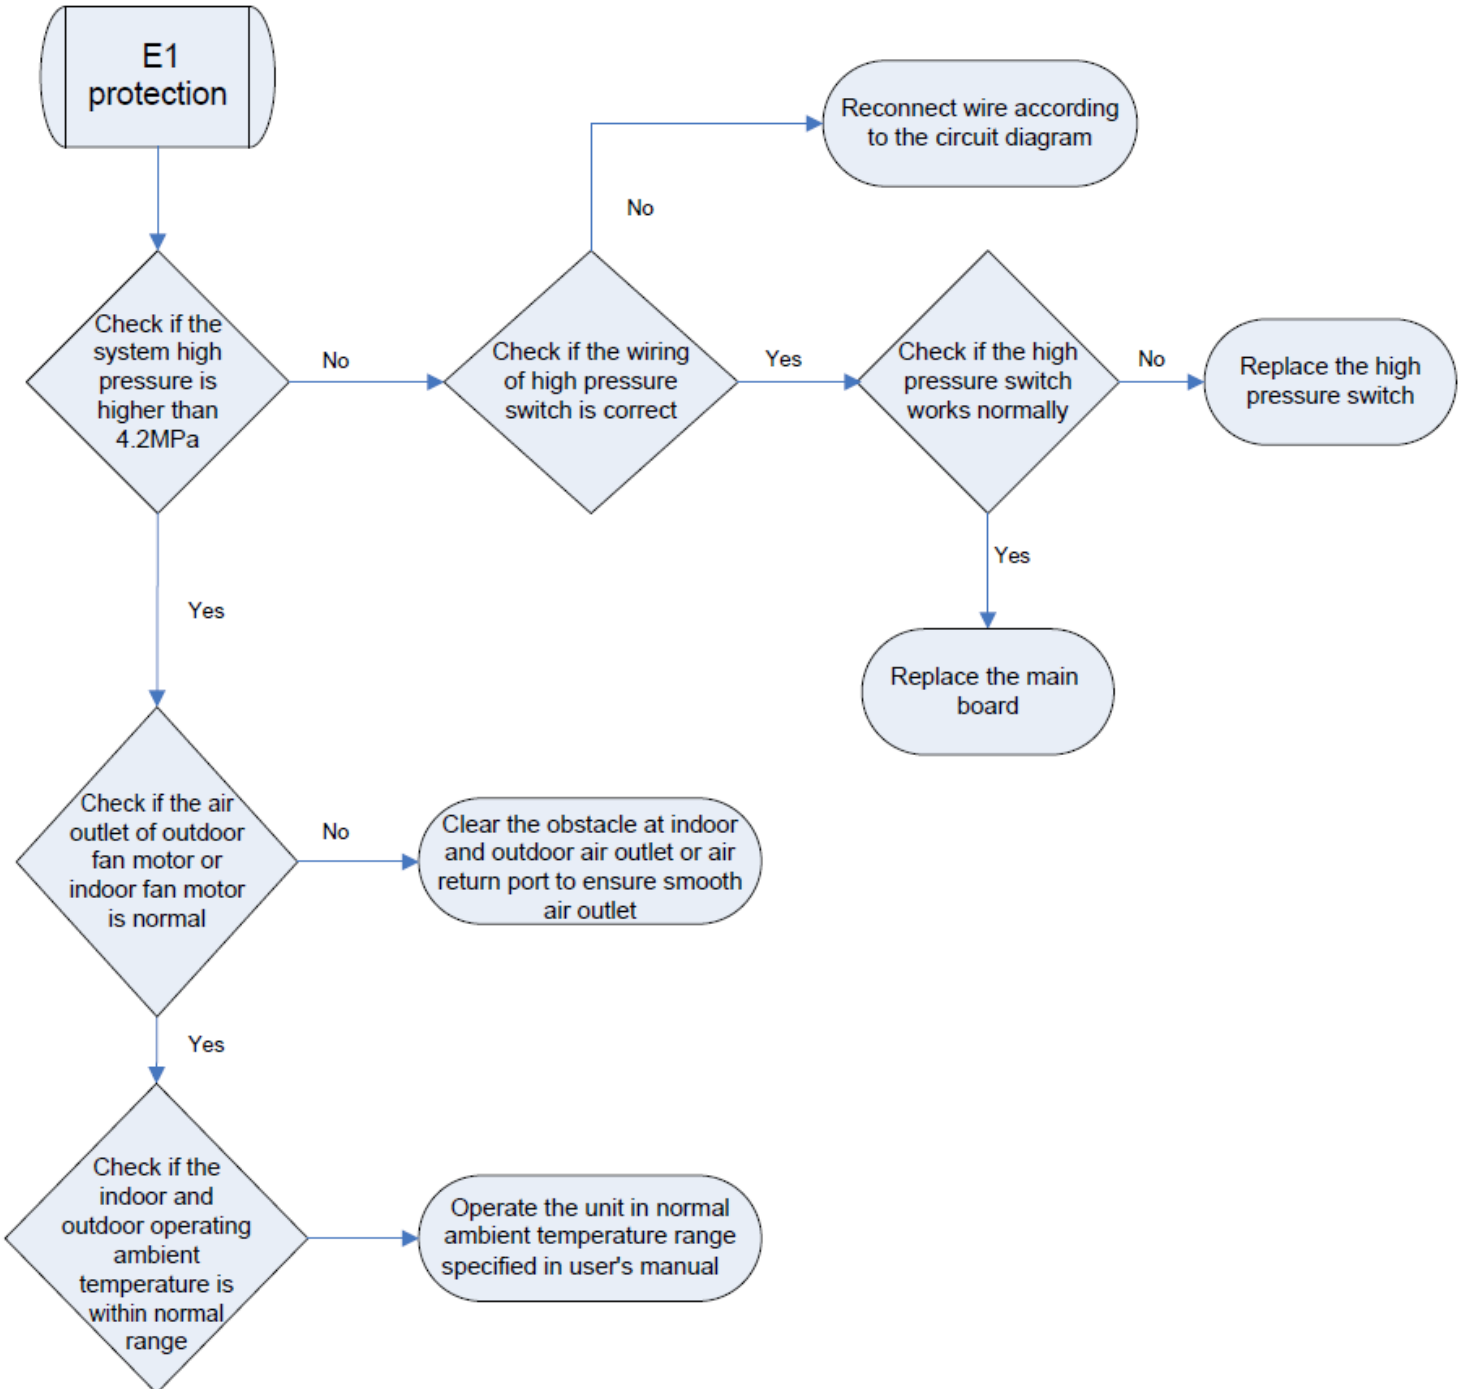 E1
protection
Reconnect wire according
to the circuit diagram
No
Check if the
system high
pressure is
higher than
4.2MPa
No
Check if the wiring
of high pressure
switch is correct
Yes
Check if the high
pressure switch
works normally
No
Replace the high
pressure switch
Yes
Yes
Replace the main
board
Check if the air
outlet of outdoor
fan motor or
indoor fan motor
is normal
No
Clear the obstacle at indoor
and outdoor air outlet or air
return port to ensure smooth
air outlet
Yes
Check if the
indoor and
outdoor operating
ambient
temperature is
within normal
range
Operate the unit in normal
ambient temperature range
specified in user's manual